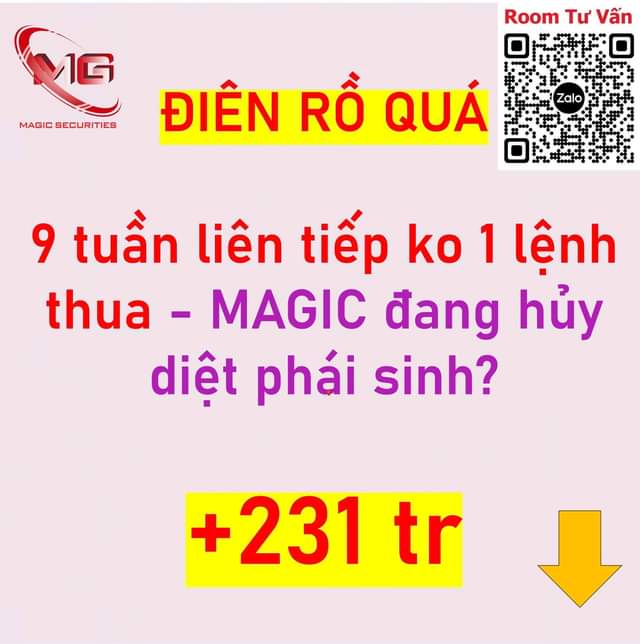 MG
MAGIC SECURITIES
Room Tư Vấn
Zalo
ĐIÊN RỒ QUÁ
9 tuần liên tiếp ko 1 lệnh
thua - MAGIC đang hủy
diệt phái sinh?
+231 tr